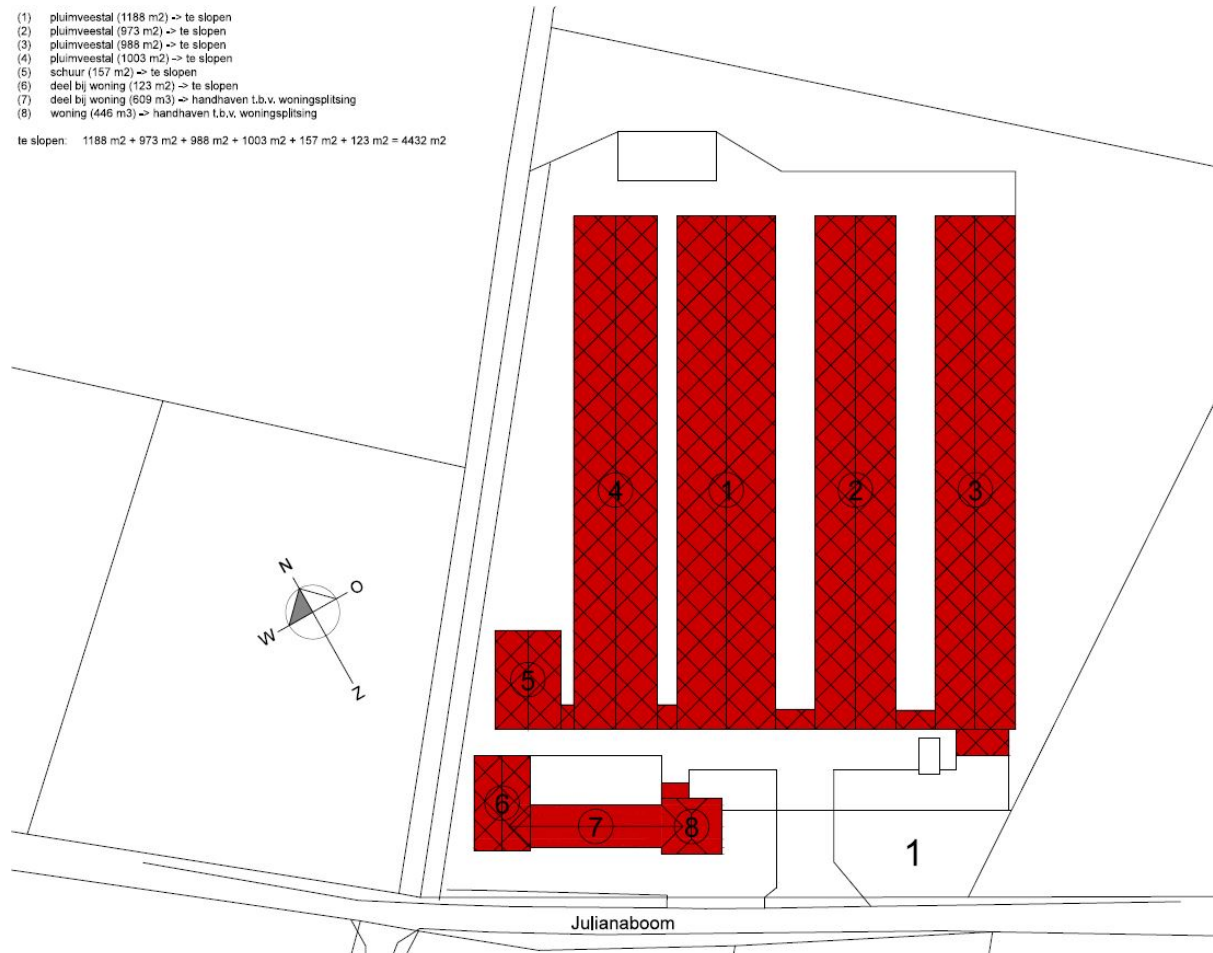 (1) pluimveestal (1188 m2) -> te slopen
(2) pluimveestal (973 m2) -> te slopen
(3) pluimveestal (988 m2) -> te slopen
(4) pluimveestal (1003 m2) -> te slopen
(5) schuur (157 m2) -> te slopen
(6) deel bij woning (123 m2) -> te slopen
(7) deel bij woning (609 m3) -> handhaven t.b.v. woningsplitsing
(8) woning (446 m3) -> handhaven t.b.v. woningsplitsing
te slopen: 1188 m2 + 973 m2 + 988 m2 + 1003 m2 + 157 m2 + 123 m2 = 4432 m2
4 1 2 3
N
O
W
Z
5
6 7 8
1
Julianaboom